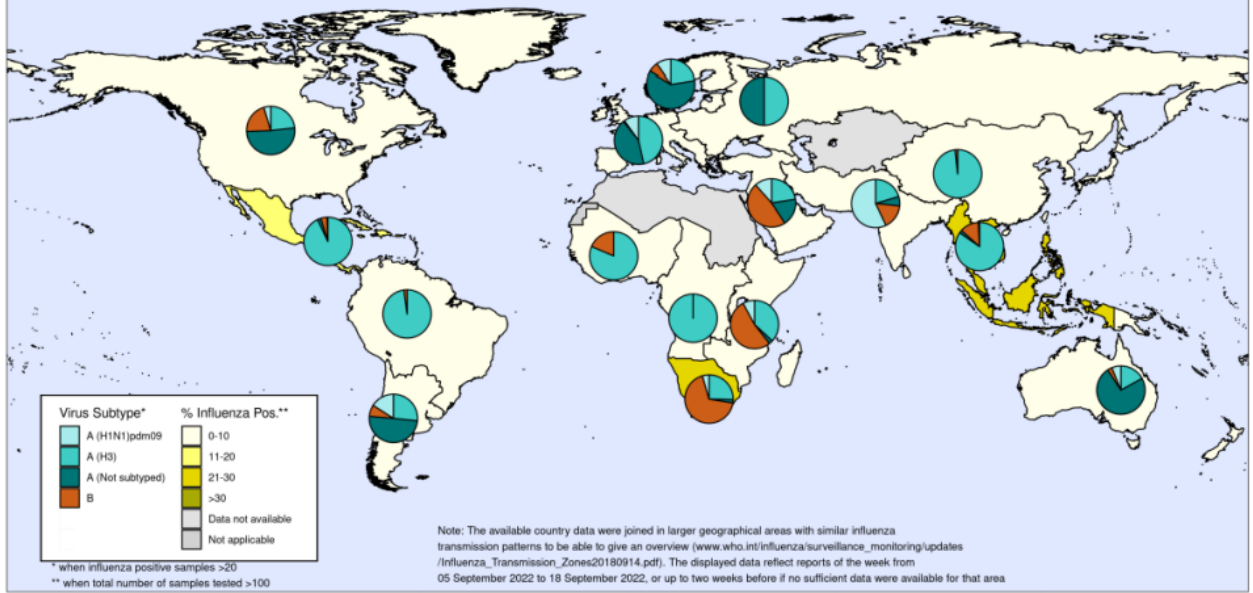 Virus Subtype*
A (H1N1)pdm09
A (H3)
A (Not subtyped)
B
% Influenza Pos.**
0-10
11-20
21-30
>30
Data not available
Not applicable
* when influenza positive samples >20
** when total number of samples tested >100
Note: The available country data were joined in larger geographical areas with similar influenza
transmission patterns to be able to give an overview (www.who.int/influenza/surveillance_monitoring/updates
/Influenza_Transmission_Zones20180914.pdf). The displayed data reflect reports of the week from
05 September 2022 to 18 September 2022, or up to two weeks before if no sufficient data were available for that area